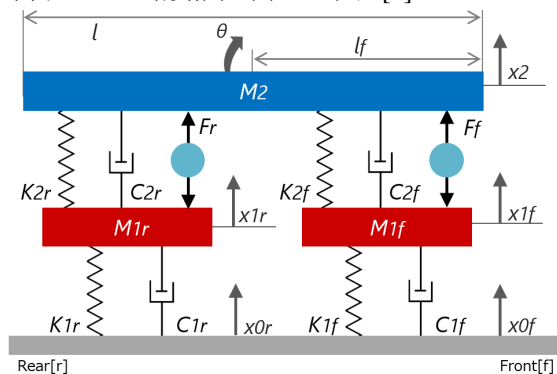 l
θ
lf
x2
M2
Fr
Ff
K2r
C2r
K2f
C2f
M1r
x1r
M1f
x1f
K1r
C1r
x0r
K1f
C1f
x0f
Rear[r]
Front[f]